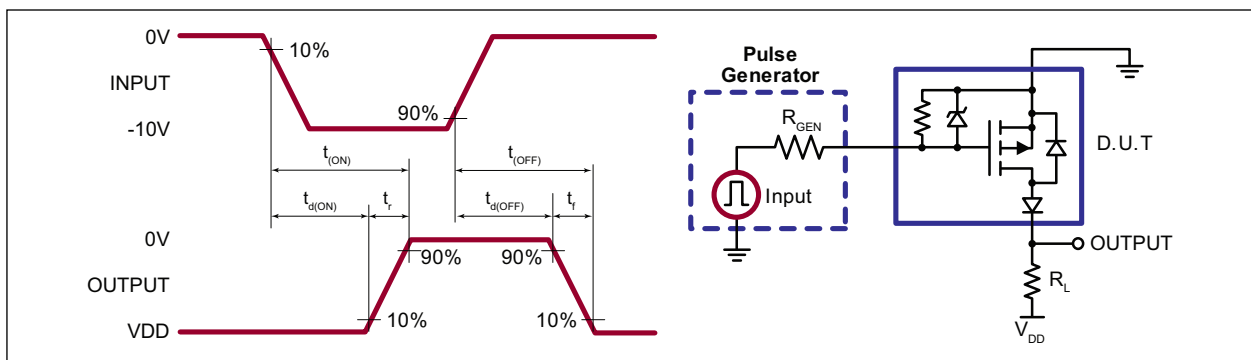 0V
10%
INPUT
90%
-10V
t(ON)
t(OFF)
td(ON)
tr
td(OFF)
tf
0V
90%
90%
OUTPUT
10%
10%
VDD
Pulse
Generator
RGEN
Input
D.U.T
OUTPUT
RL
VDD